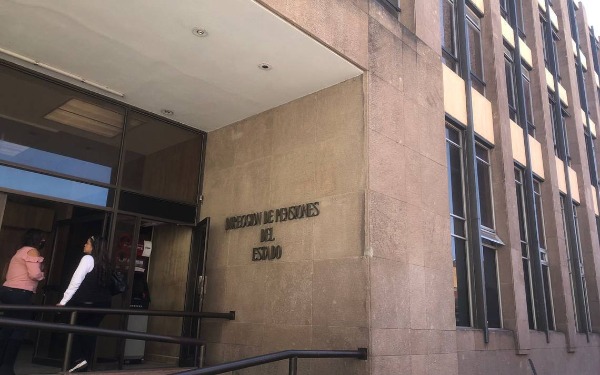 DIRECCION DE PENSIONES
DEL
ESTADO